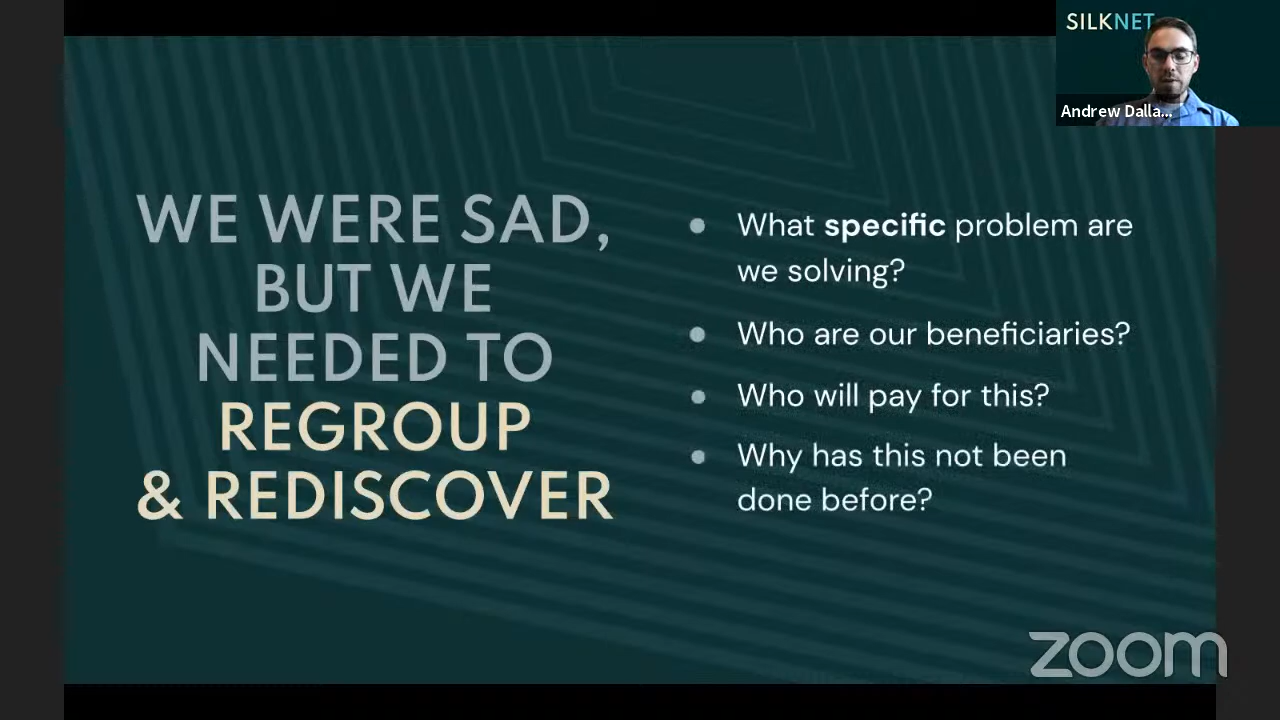 SILKNET
Andrew Dalla...
WE WERE SAD,
BUT WE
NEEDED TO
REGROUP
& REDISCOVER
● What specific problem are
we solving?
● Who are our beneficiaries?
● Who will pay for this?
● Why has this not been
done before?
zoom